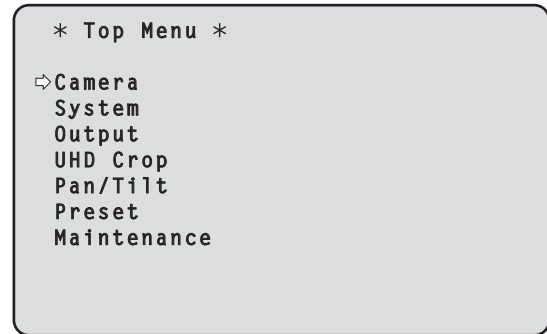 * Top Menu *
⇨Camera
System
Output
UHD Crop
Pan/Tilt
Preset
Maintenance